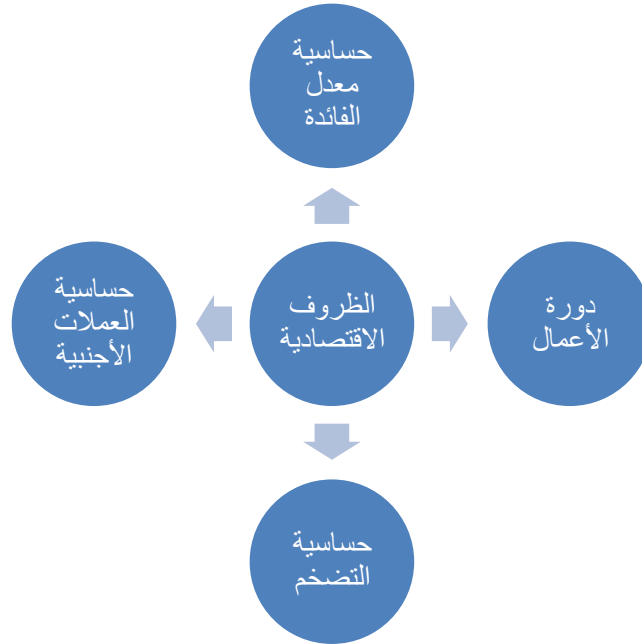 حساسية
معدل
الفائدة
دورة
الأعمال
الظروف
الاقتصادية
حساسية
العملات
الأجنبية
حساسية
التضخم